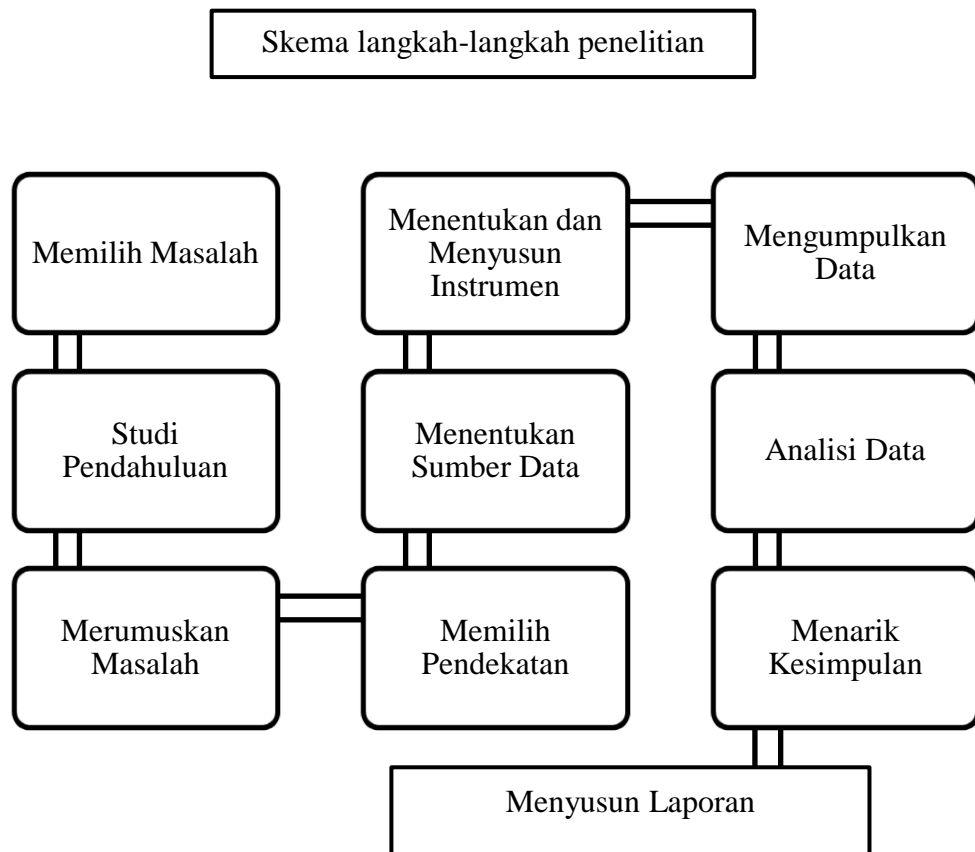 Skema langkah-langkah penelitian
Memilih Masalah
Studi
Pendahuluan
Merumuskan
Masalah
Memilih
Pendekatan
Menentukan
Sumber Data
Menentukan dan
Menyusun
Instrumen
Mengumpulkan
Data
Analisi Data
Menarik
Kesimpulan
Menyusun Laporan